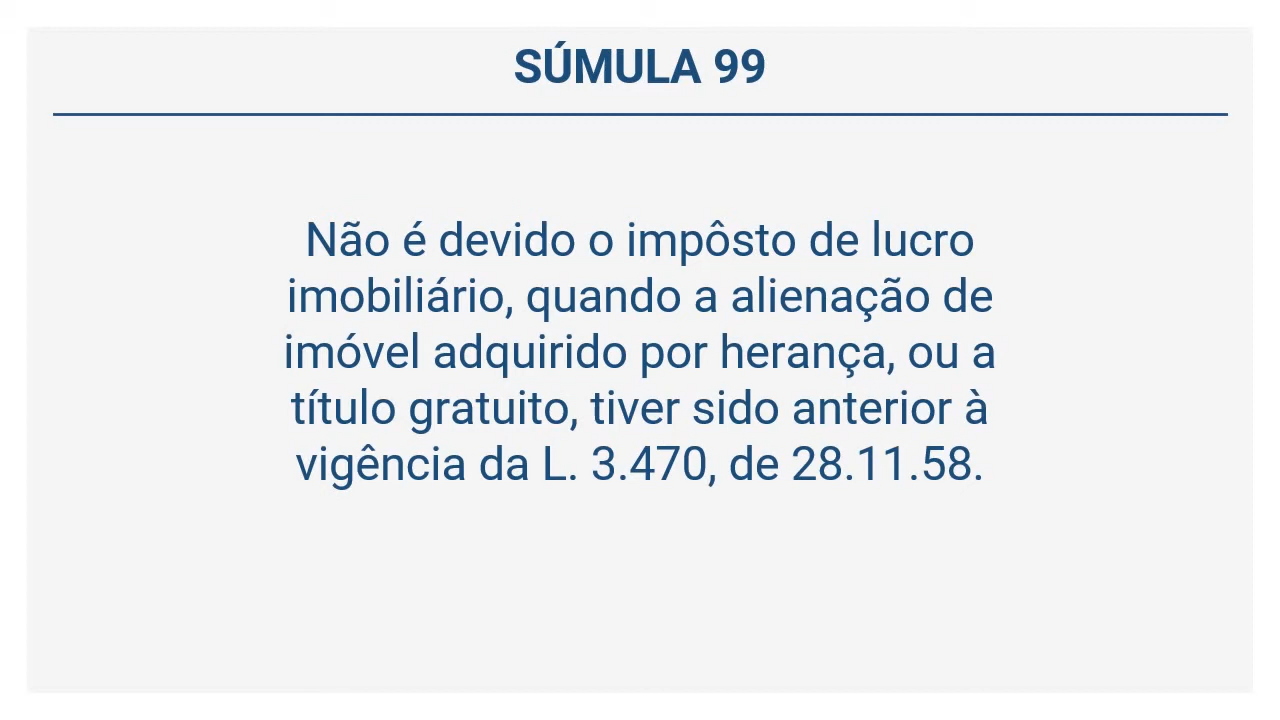 SÚMULA 99
Não é devido o impôsto de lucro
imobiliário, quando a alienação de
imóvel adquirido por herança, ou a
título gratuito, tiver sido anterior à
vigência da L. 3.470, de 28.11.58.